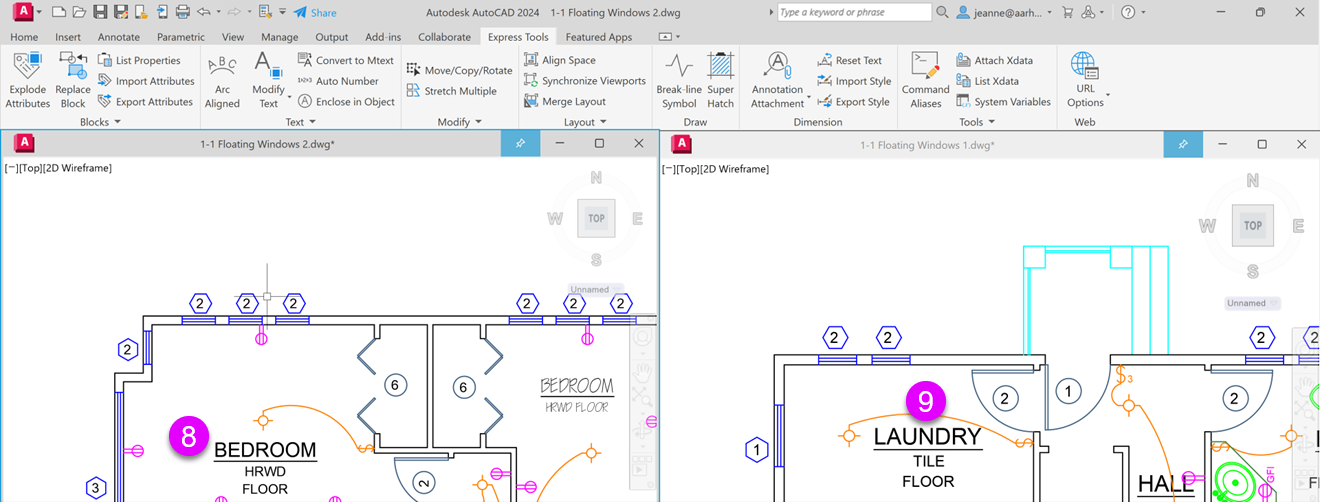 A Share Autodesk AutoCAD 2024 1-1 Floating Windows 2.dwg Type a keyword or phrase jeanne@aarh...
Home Insert Annotate Parametric View Manage Output Add-ins Collaborate Express Tools Featured Apps
Explode Attributes
Replace Block
List Properties
Import Attributes
Export Attributes
Blocks
ABC
Arc Aligned
A
Modify Text
Convert to Mtext
Auto Number
Enclose in Object
Text
Move/Copy/Rotate
Stretch Multiple
Modify
Align Space
Synchronize Viewports
Merge Layout
Layout
Break-line Symbol
Super Hatch
Draw
Annotation Attachment
Reset Text
Import Style
Export Style
Dimension
Command Aliases
Attach Xdata
List Xdata
System Variables
Tools
URL Options
Web
A 1-1 Floating Windows 2.dwg*
[−][Top][2D Wireframe]
N
W TOP E
S
Unnamed
2 2 2 2 2 2
2
6 6
BEDROOM
HRWD FLOOR
8
BEDROOM
HRWD
FLOOR
2
3
A 1-1 Floating Windows 1.dwg*
[−][Top][2D Wireframe]
N
W TOP E
S
Unnamed
2 2 2
$3
2 1 2
9
LAUNDRY
TILE
FLOOR
1
HALL
GFI